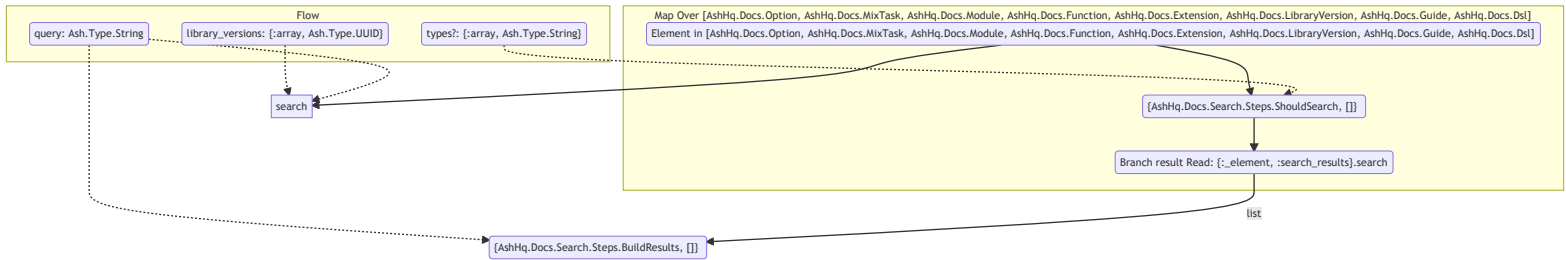 Flow
query: Ash.Type.String
library_versions: {:array, Ash.Type.UUID}
types?: {:array, Ash.Type.String}
Map Over [AshHq.Docs.Option, AshHq.Docs.MixTask, AshHq.Docs.Module, AshHq.Docs.Function, AshHq.Docs.Extension, AshHq.Docs.LibraryVersion, AshHq.Docs.Guide, AshHq.Docs.Dsl]
Element in [AshHq.Docs.Option, AshHq.Docs.MixTask, AshHq.Docs.Module, AshHq.Docs.Function, AshHq.Docs.Extension, AshHq.Docs.LibraryVersion, AshHq.Docs.Guide, AshHq.Docs.Dsl]
search
{AshHq.Docs.Search.Steps.ShouldSearch, []}
Branch result Read: {:_element, :search_results}.search
list
{AshHq.Docs.Search.Steps.BuildResults, []}